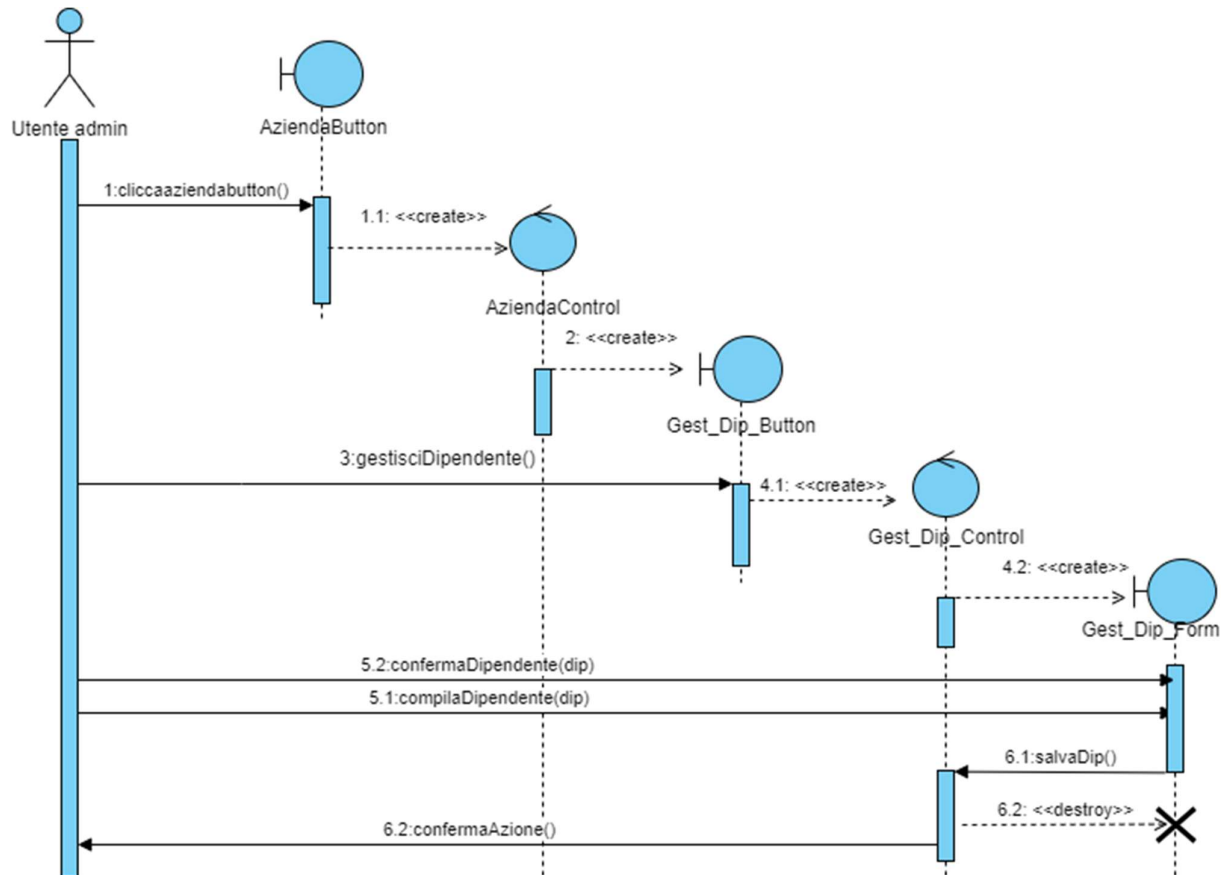 Utente admin
AziendaButton
1:cliccaaziendabutton()
1.1: <<create>>
AziendaControl
2: <<create>>
Gest_Dip_Button
3:gestisciDipendente()
4.1: <<create>>
Gest_Dip_Control
4.2: <<create>>
Gest_Dip_Form
5.2:confermaDipendente(dip)
5.1:compilaDipendente(dip)
6.1:salvaDip()
6.2: <<destroy>>
6.2:confermaAzione()